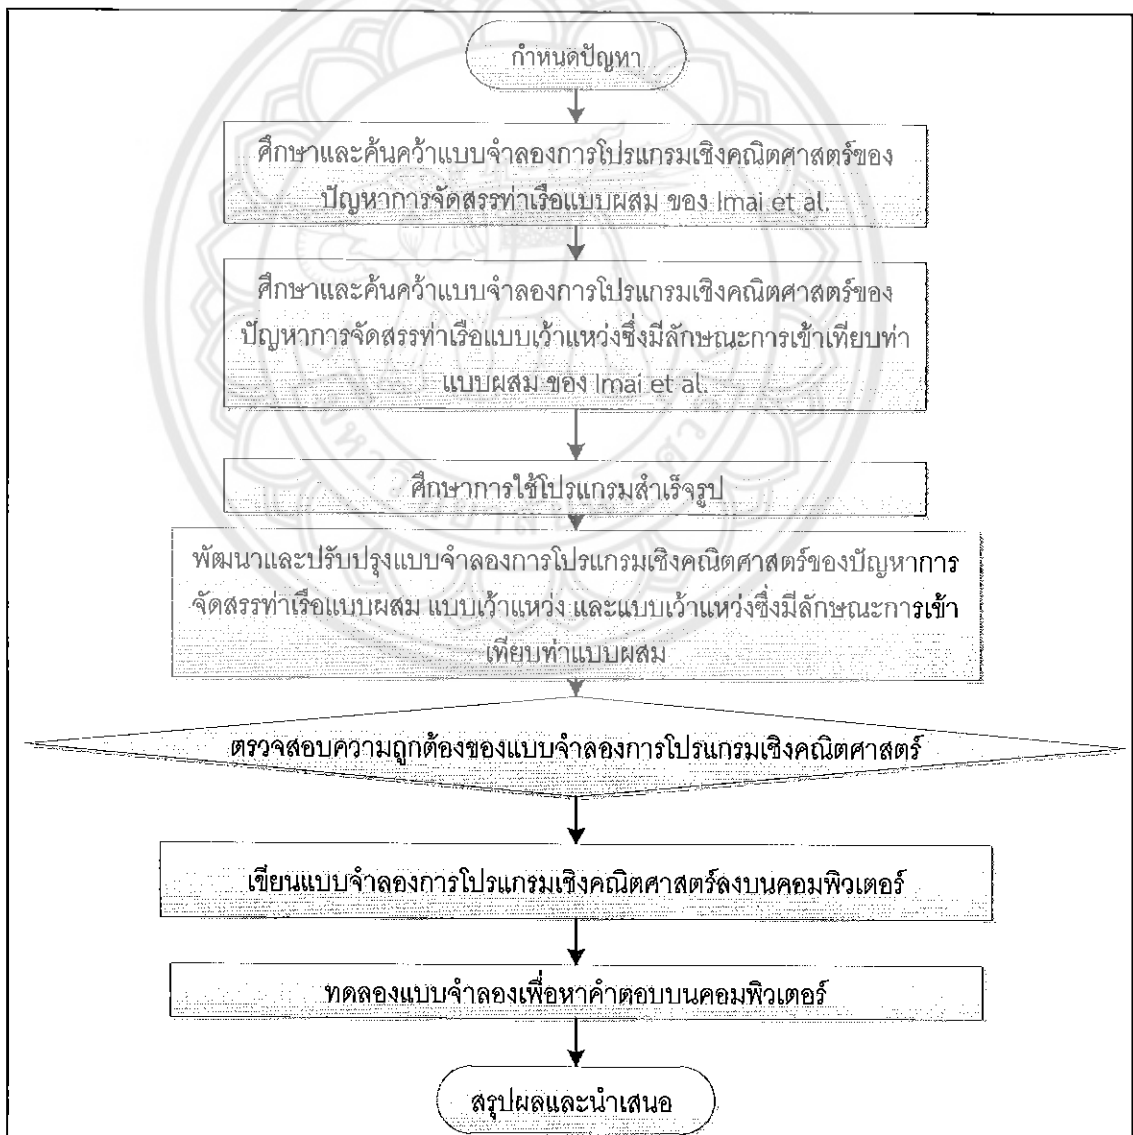 กำหนดปัญหา
ศึกษาและค้นคว้าแบบจำลองการโปรแกรมเชิงคณิตศาสตร์ของ
ปัญหาการจัดสรรท่าเรือแบบผสม ของ Imai et al.
ศึกษาและค้นคว้าแบบจำลองการโปรแกรมเชิงคณิตศาสตร์ของ
ปัญหาการจัดสรรท่าเรือแบบเว้าแหว่งซึ่งมีลักษณะการเข้าเทียบท่า
แบบผสม ของ Imai et al.
ศึกษาการใช้โปรแกรมสำเร็จรูป
พัฒนาและปรับปรุงแบบจำลองการโปรแกรมเชิงคณิตศาสตร์ของปัญหาการ
จัดสรรท่าเรือแบบผสม แบบเว้าแหว่ง และแบบเว้าแหว่งซึ่งมีลักษณะการเข้า
เทียบท่าแบบผสม
ตรวจสอบความถูกต้องของแบบจำลองการโปรแกรมเชิงคณิตศาสตร์
เขียนแบบจำลองการโปรแกรมเชิงคณิตศาสตร์ลงบนคอมพิวเตอร์
ทดลองแบบจำลองเพื่อหาคำตอบบนคอมพิวเตอร์
สรุปผลและนำเสนอ